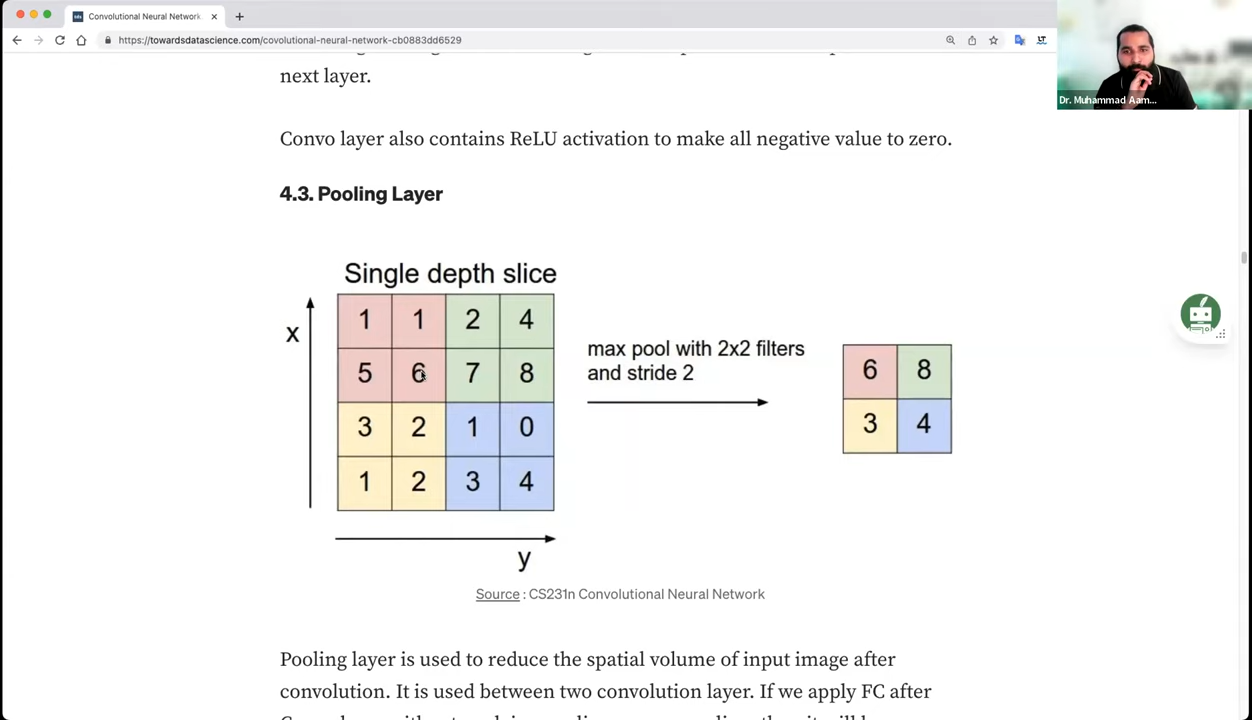 Convolutional Neural Network.
https://towardsdatascience.com/covolutional-neural-network-cb0883dd6529
Dr. Muhammad Aam...
next layer.
Convo layer also contains ReLU activation to make all negative value to zero.
4.3. Pooling Layer
Single depth slice
x
1 1 2 4
5 6 7 8
3 2 1 0
1 2 3 4
y
max pool with 2x2 filters
and stride 2
6 8
3 4
Source : CS231n Convolutional Neural Network
Pooling layer is used to reduce the spatial volume of input image after
convolution. It is used between two convolution layer. If we apply FC after